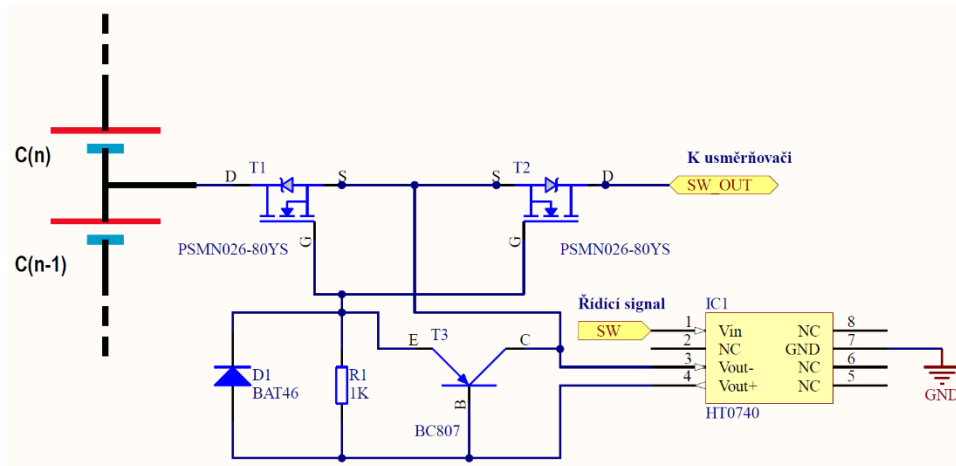 C(n)
C(n-1)
D
T1
S
G
PSMN026-80YS
S
T2
D
G
PSMN026-80YS
K usměrňovači
SW_OUT
Řídící signal
SW
IC1
1
Vin
NC
8
2
NC
GND
7
3
Vout-
NC
6
4
Vout+
NC
5
HT0740
GND
E
T3
C
B
BC807
D1
BAT46
R1
1K